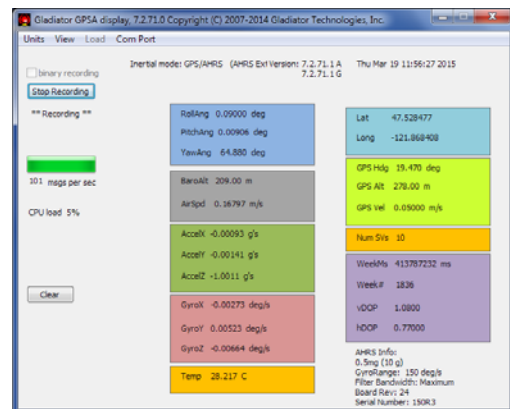 Gladiator GPSA display, 7.2.71.0 Copyright (C) 2007-2014 Gladiator Technologies, Inc.
Units View Load Com Port
Inertial mode: GPS/AHRS (AHRS Ext Version: 7.2.71.1 A
7.2.71.1 G
Thu Mar 19 11:56:27 2015
binary recording
Stop Recording
** Recording **
101 msgs per sec
CPU load 5%
Clear
RollAng 0.09000 deg
PitchAng 0.00906 deg
YawAng 64.880 deg
BaroAlt 209.00 m
AirSpd 0.16797 m/s
AccelX -0.00093 g's
AccelY -0.00141 g's
AccelZ -1.0011 g's
GyroX -0.00273 deg/s
GyroY 0.00523 deg/s
GyroZ -0.00664 deg/s
Temp 28.217 C
Lat 47.528477
Long -121.868408
GPS Hdg 19.470 deg
GPS Alt 278.00 m
GPS Vel 0.05000 m/s
Num SVs 10
WeekMs 413787232 ms
Week# 1836
vDOP 1.0800
hDOP 0.77000
AHRS Info:
0.5mg (10 g)
GyroRange: 150 deg/s
Filter Bandwidth: Maximum
Board Rev: 24
Serial Number: 150R3